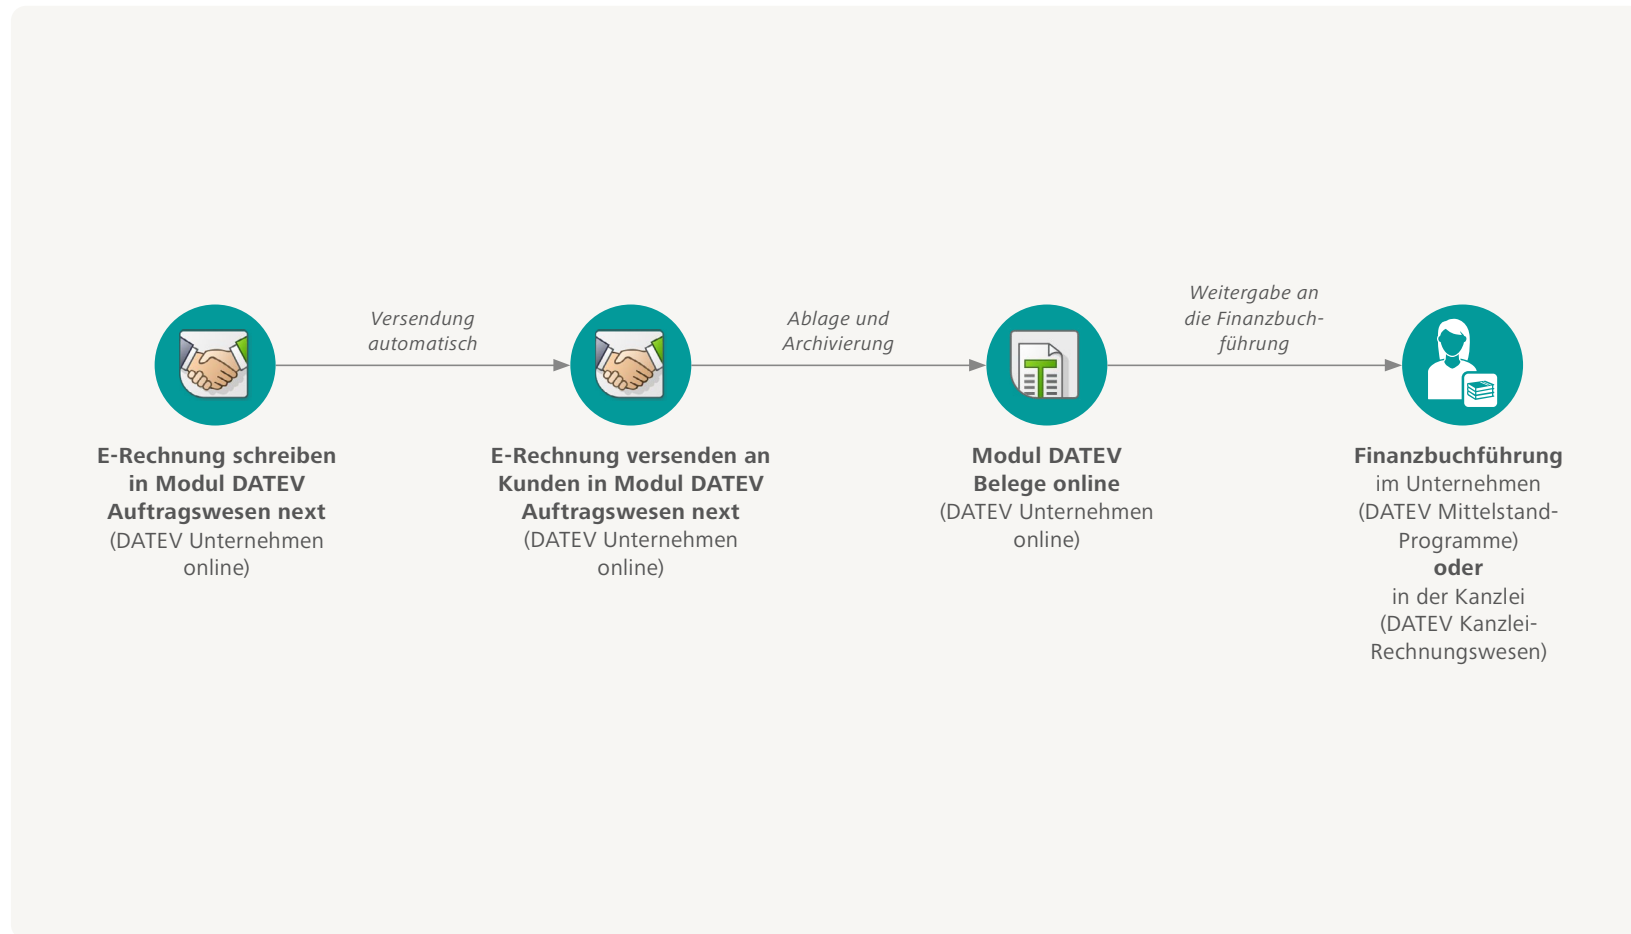 E-Rechnung schreiben
in Modul DATEV
Auftragswesen next
(DATEV Unternehmen
online)
Versendung
automatisch
E-Rechnung versenden an
Kunden in Modul DATEV
Auftragswesen next
(DATEV Unternehmen
online)
Ablage und
Archivierung
Modul DATEV
Belege online
(DATEV Unternehmen
online)
Weitergabe an
die Finanzbuch-
führung
Finanzbuchführung
im Unternehmen
(DATEV Mittelstand-
Programme)
oder
in der Kanzlei
(DATEV Kanzlei-
Rechnungswesen)